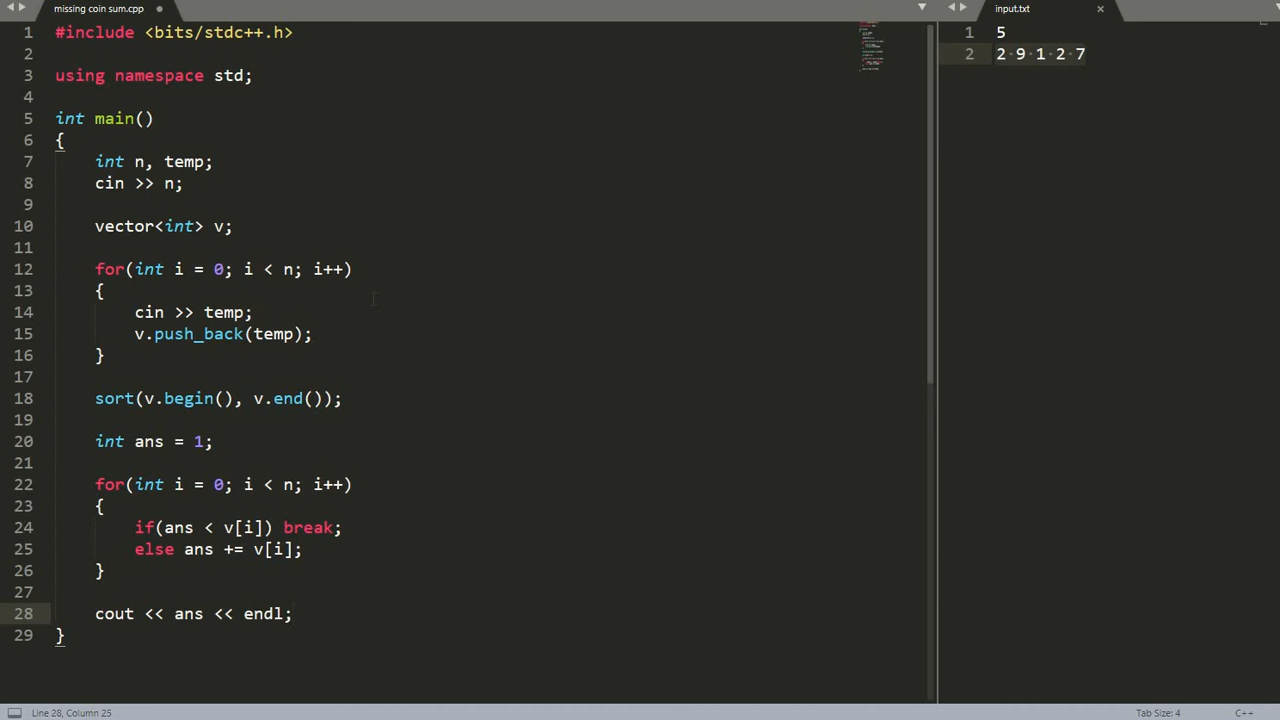 missing coin sum.cpp
1 #include <bits/stdc++.h>
2
3 using namespace std;
4
5 int main()
6 {
7 int n, temp;
8 cin >> n;
9
10 vector<int> v;
11
12 for(int i = 0; i < n; i++)
13 {
14 cin >> temp;
15 v.push_back(temp);
16 }
17
18 sort(v.begin(), v.end());
19
20 int ans = 1;
21
22 for(int i = 0; i < n; i++)
23 {
24 if(ans < v[i]) break;
25 else ans += v[i];
26 }
27
28 cout << ans << endl;
29 }
input.txt
1 5
2 2·9·1·2·7
Line 28, Column 25
Tab Size: 4
C++